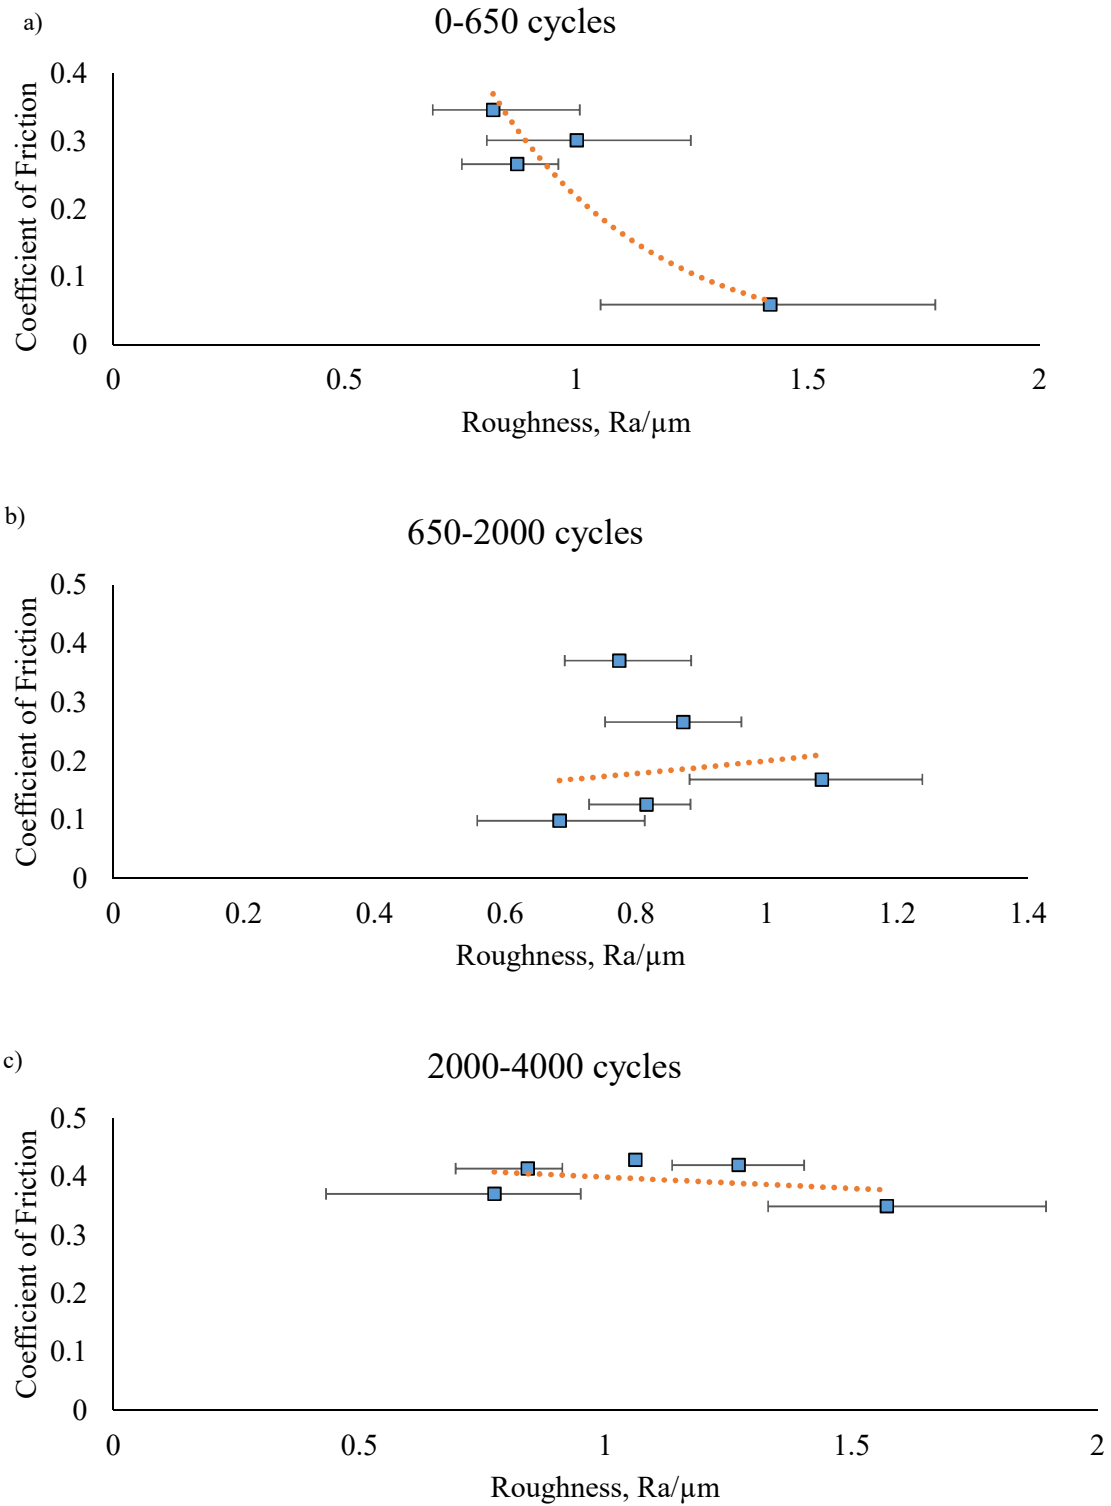 a)
0-650 cycles
Coefficient of Friction
0.4
0.3
0.2
0.1
0
0 0.5 1 1.5 2
Roughness, Ra/µm
b)
650-2000 cycles
Coefficient of Friction
0.5
0.4
0.3
0.2
0.1
0
0 0.2 0.4 0.6 0.8 1 1.2 1.4
Roughness, Ra/µm
c)
2000-4000 cycles
Coefficient of Friction
0.5
0.4
0.3
0.2
0.1
0
0 0.5 1 1.5 2
Roughness, Ra/µm